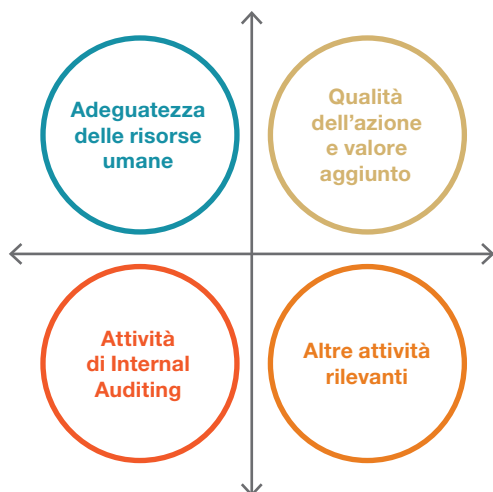 Adeguatezza
delle risorse
umane
Qualità
dell’azione
e valore
aggiunto
Attività
di Internal
Auditing
Altre attività
rilevanti